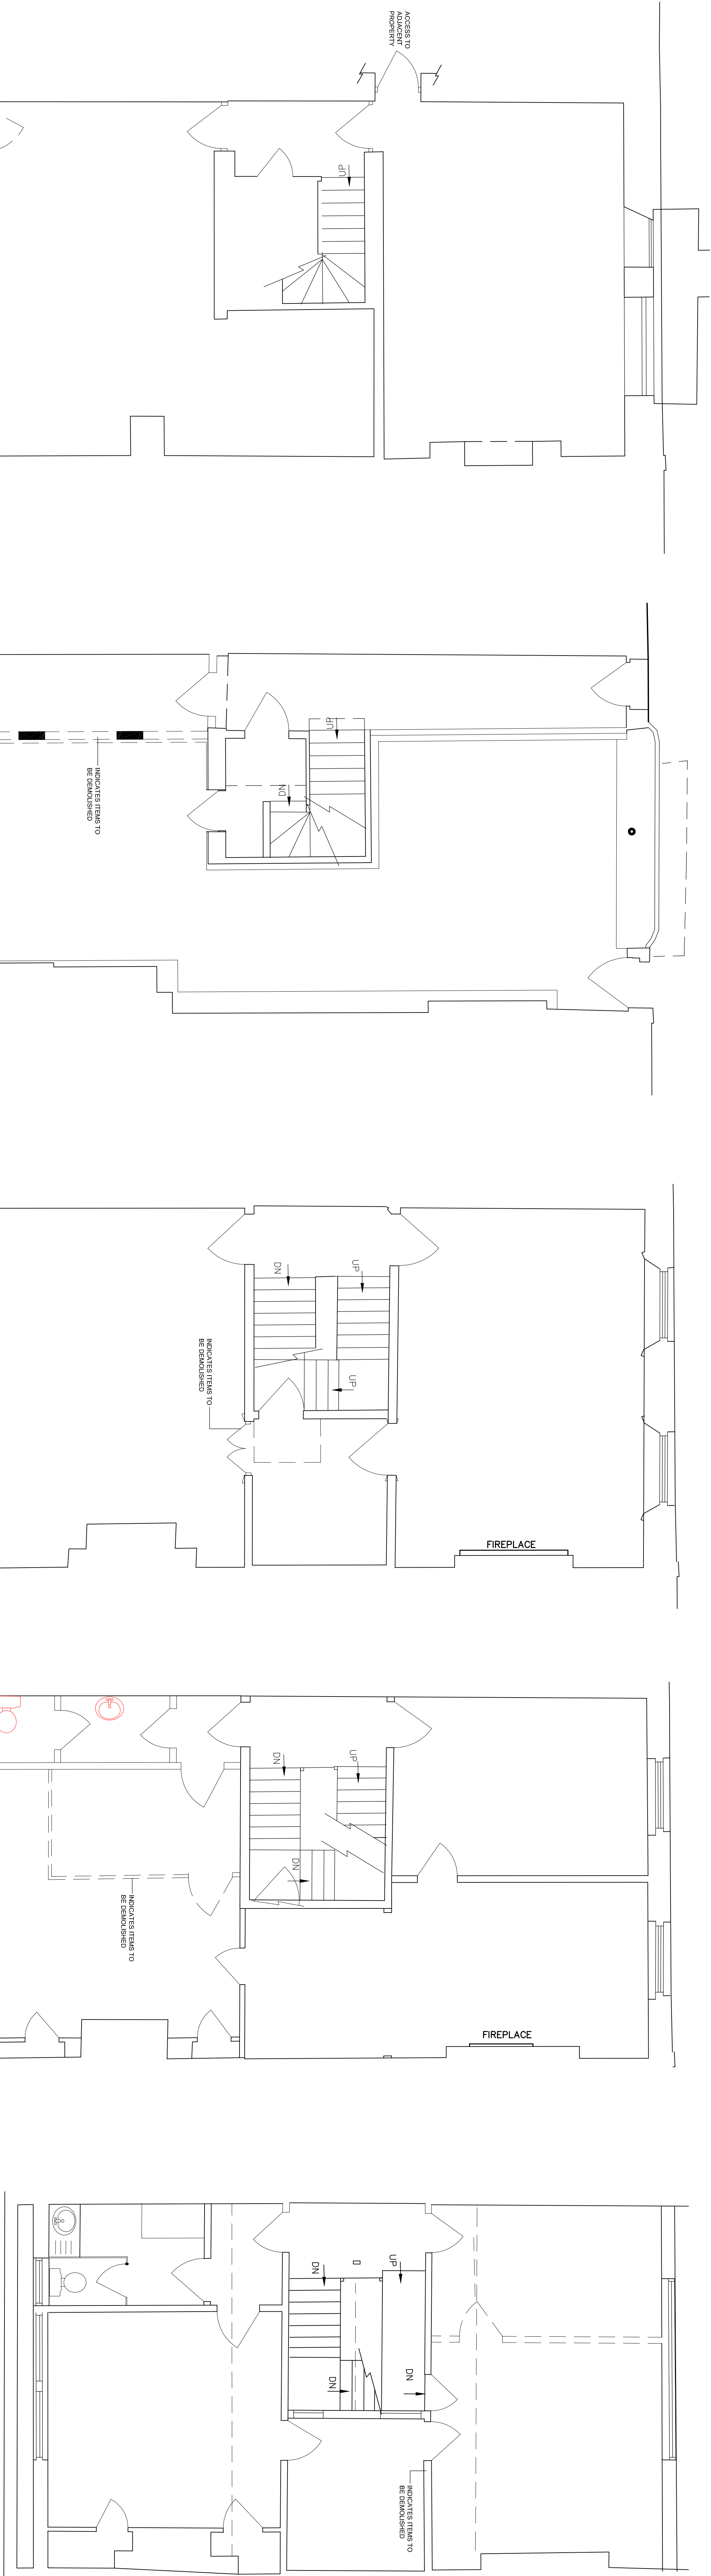 ACCESS TO
ADJACENT
PROPERTY
UP
UP
DN
INDICATES ITEMS TO
BE DEMOLISHED
DN
UP
UP
INDICATES ITEMS TO
BE DEMOLISHED
FIREPLACE
DN
UP
DN
INDICATES ITEMS TO
BE DEMOLISHED
FIREPLACE
DN
UP
DN
DN
INDICATES ITEMS TO
BE DEMOLISHED